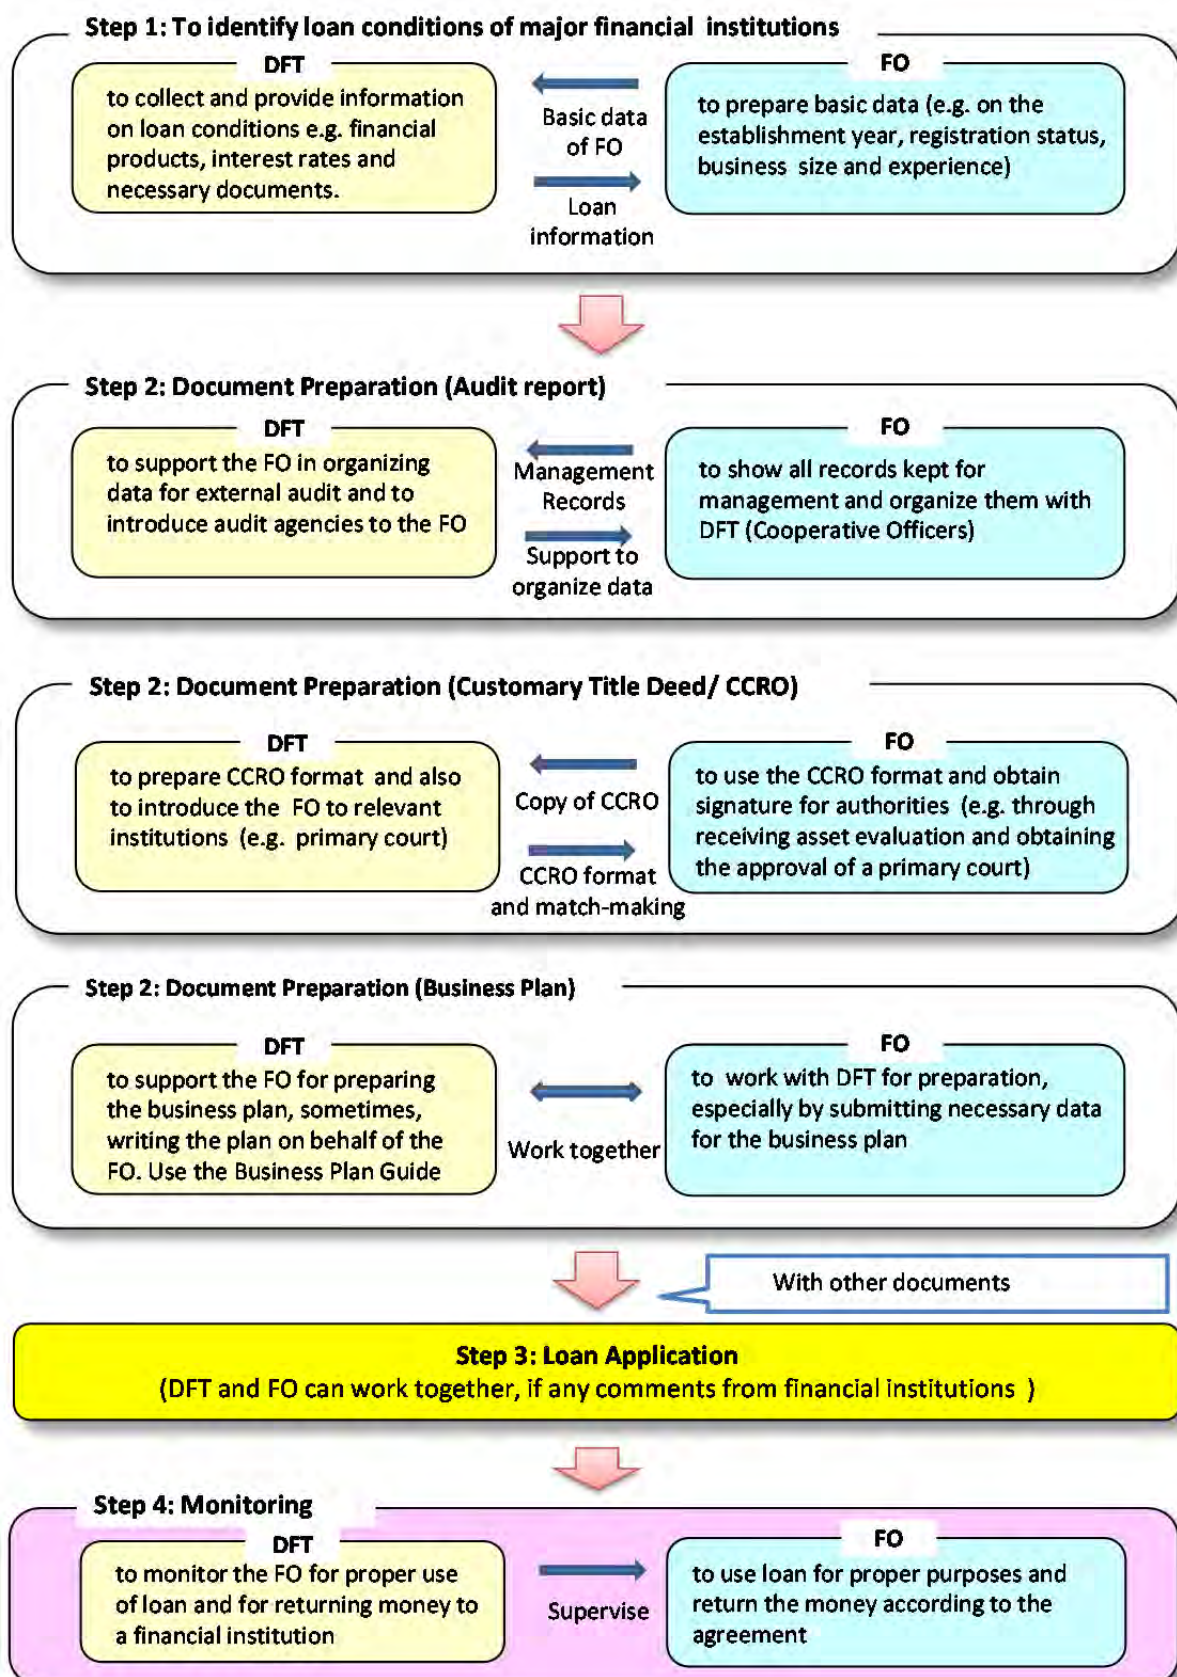 Step 1: To identify loan conditions of major financial institutions
DFT
to collect and provide information
on loan conditions e.g. financial
products, interest rates and
necessary documents.
Basic data
of FO
Loan
information
FO
to prepare basic data (e.g. on the
establishment year, registration status,
business size and experience)
Step 2: Document Preparation (Audit report)
DFT
to support the FO in organizing
data for external audit and to
introduce audit agencies to the FO
Management
Records
Support to
organize data
FO
to show all records kept for
management and organize them with
DFT (Cooperative Officers)
Step 2: Document Preparation (Customary Title Deed/ CCRO)
DFT
to prepare CCRO format and also
to introduce the FO to relevant
institutions (e.g. primary court)
Copy of CCRO
CCRO format
and match-making
FO
to use the CCRO format and obtain
signature for authorities (e.g. through
receiving asset evaluation and obtaining
the approval of a primary court)
Step 2: Document Preparation (Business Plan)
DFT
to support the FO for preparing
the business plan, sometimes,
writing the plan on behalf of the
FO. Use the Business Plan Guide
Work together
FO
to work with DFT for preparation,
especially by submitting necessary data
for the business plan
With other documents
Step 3: Loan Application
(DFT and FO can work together, if any comments from financial institutions )
Step 4: Monitoring
DFT
to monitor the FO for proper use
of loan and for returning money to
a financial institution
Supervise
FO
to use loan for proper purposes and
return the money according to the
agreement